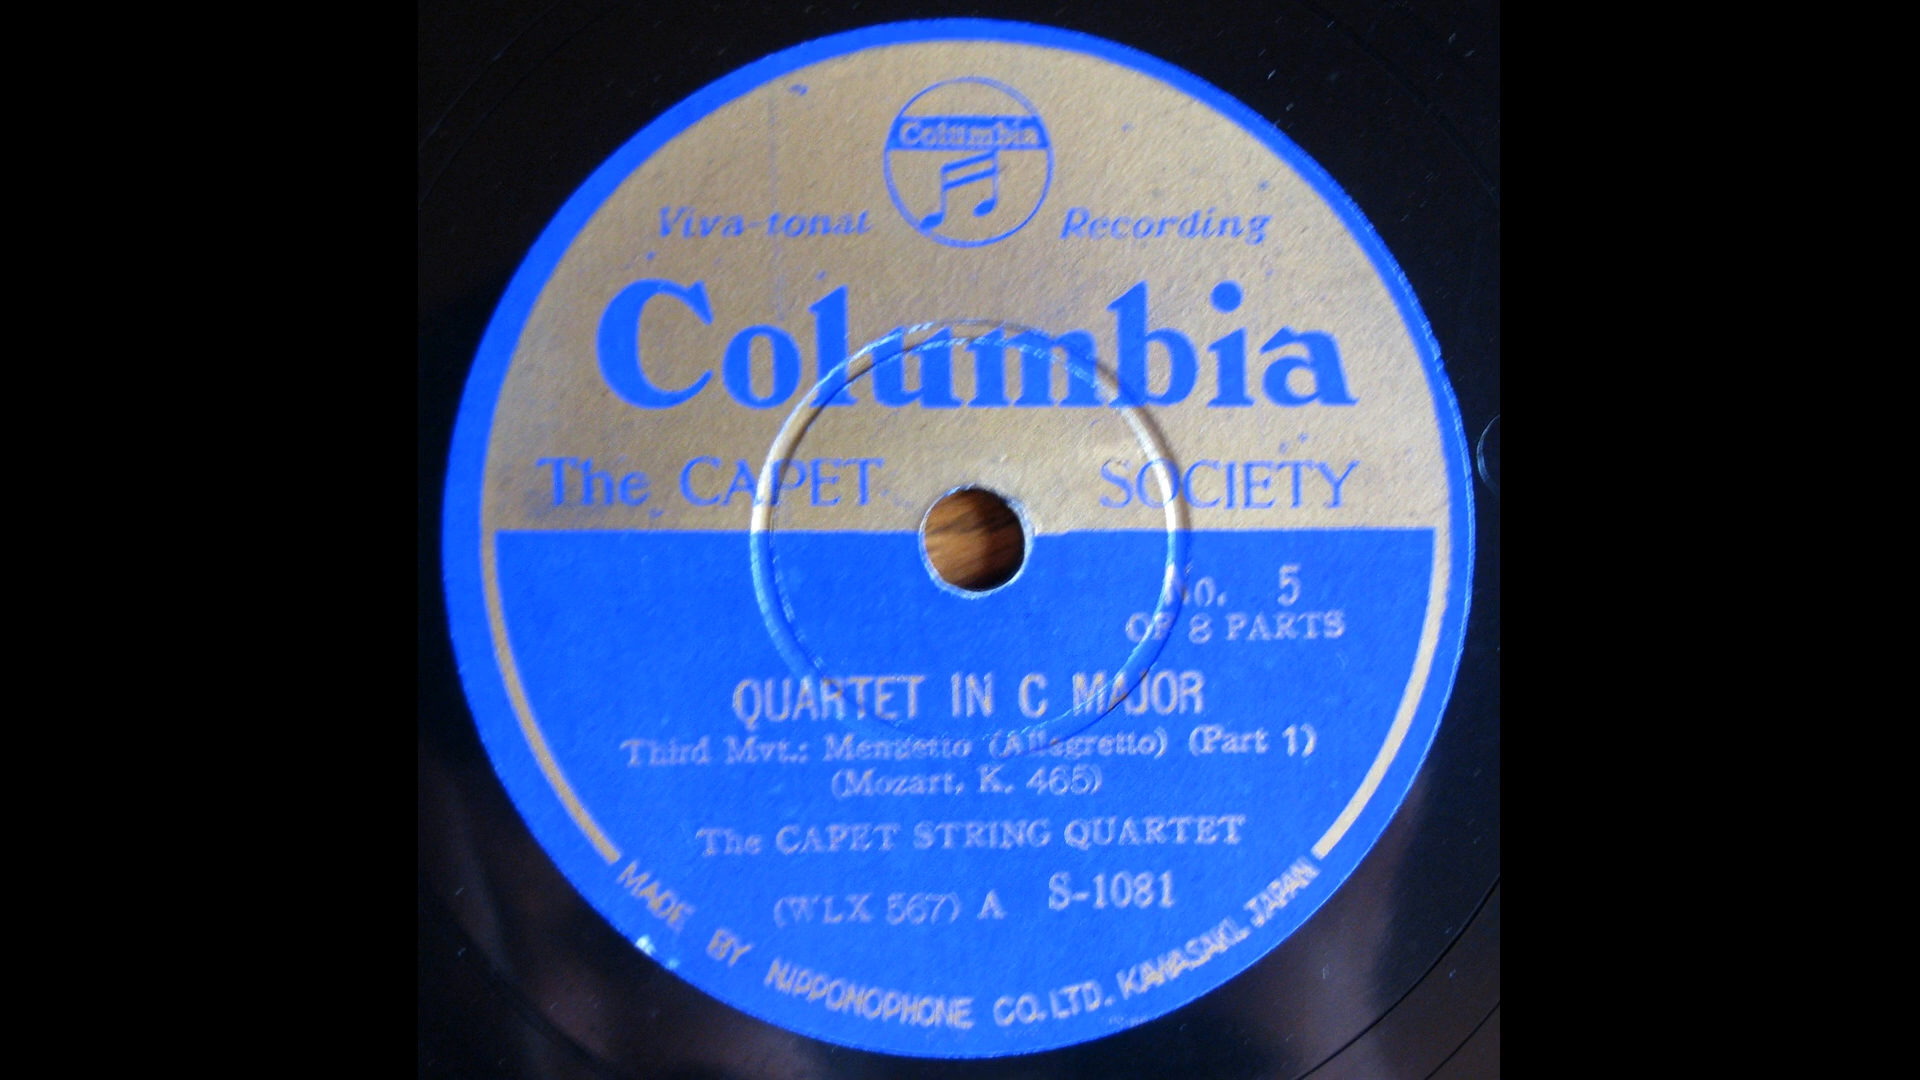 Columbia
Viva-tonal Recording
Columbia
The CAPET SOCIETY
No. 5
OF 8 PARTS
QUARTET IN C MAJOR
Third Mvt.: Menuetto (Allegretto) (Part 1)
(Mozart, K. 465)
The CAPET STRING QUARTET
(WLX 567) A S-1081
MADE BY NIPPONOPHONE CO. LTD. KAWASAKI, JAPAN